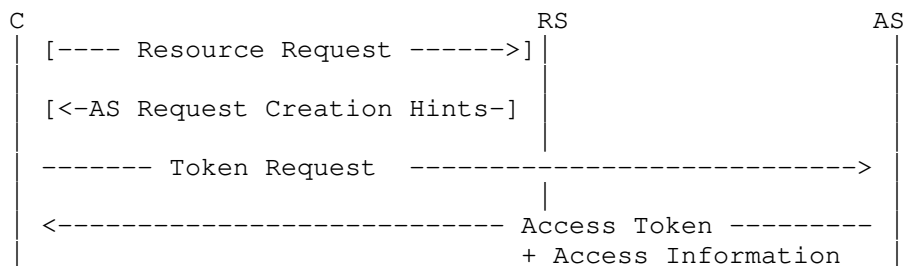 C RS AS
[---- Resource Request ------>]
[<-AS Request Creation Hints-]
------- Token Request ---------------------------->
<---------------------------- Access Token ---------
+ Access Information